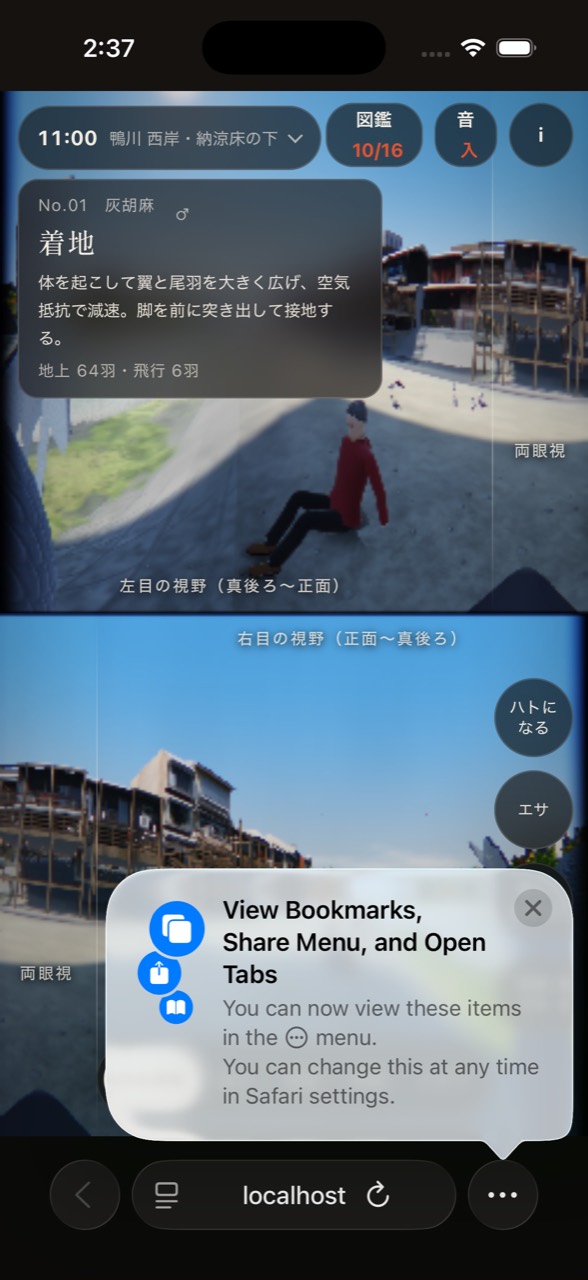 2:37
11:00 鴨川 西岸・納涼床の下
図鑑
10/16
音
入
i
No.01 灰胡麻 ♂
着地
体を起こして翼と尾羽を大きく広げ、空気
抵抗で減速。脚を前に突き出して接地す
る。
地上 64羽・飛行 6羽
両眼視
左目の視野（真後ろ〜正面）
右目の視野（正面〜真後ろ）
ハトに
なる
エサ
両眼視
View Bookmarks,
Share Menu, and Open
Tabs
You can now view these items
in the menu.
You can change this at any time
in Safari settings.
localhost